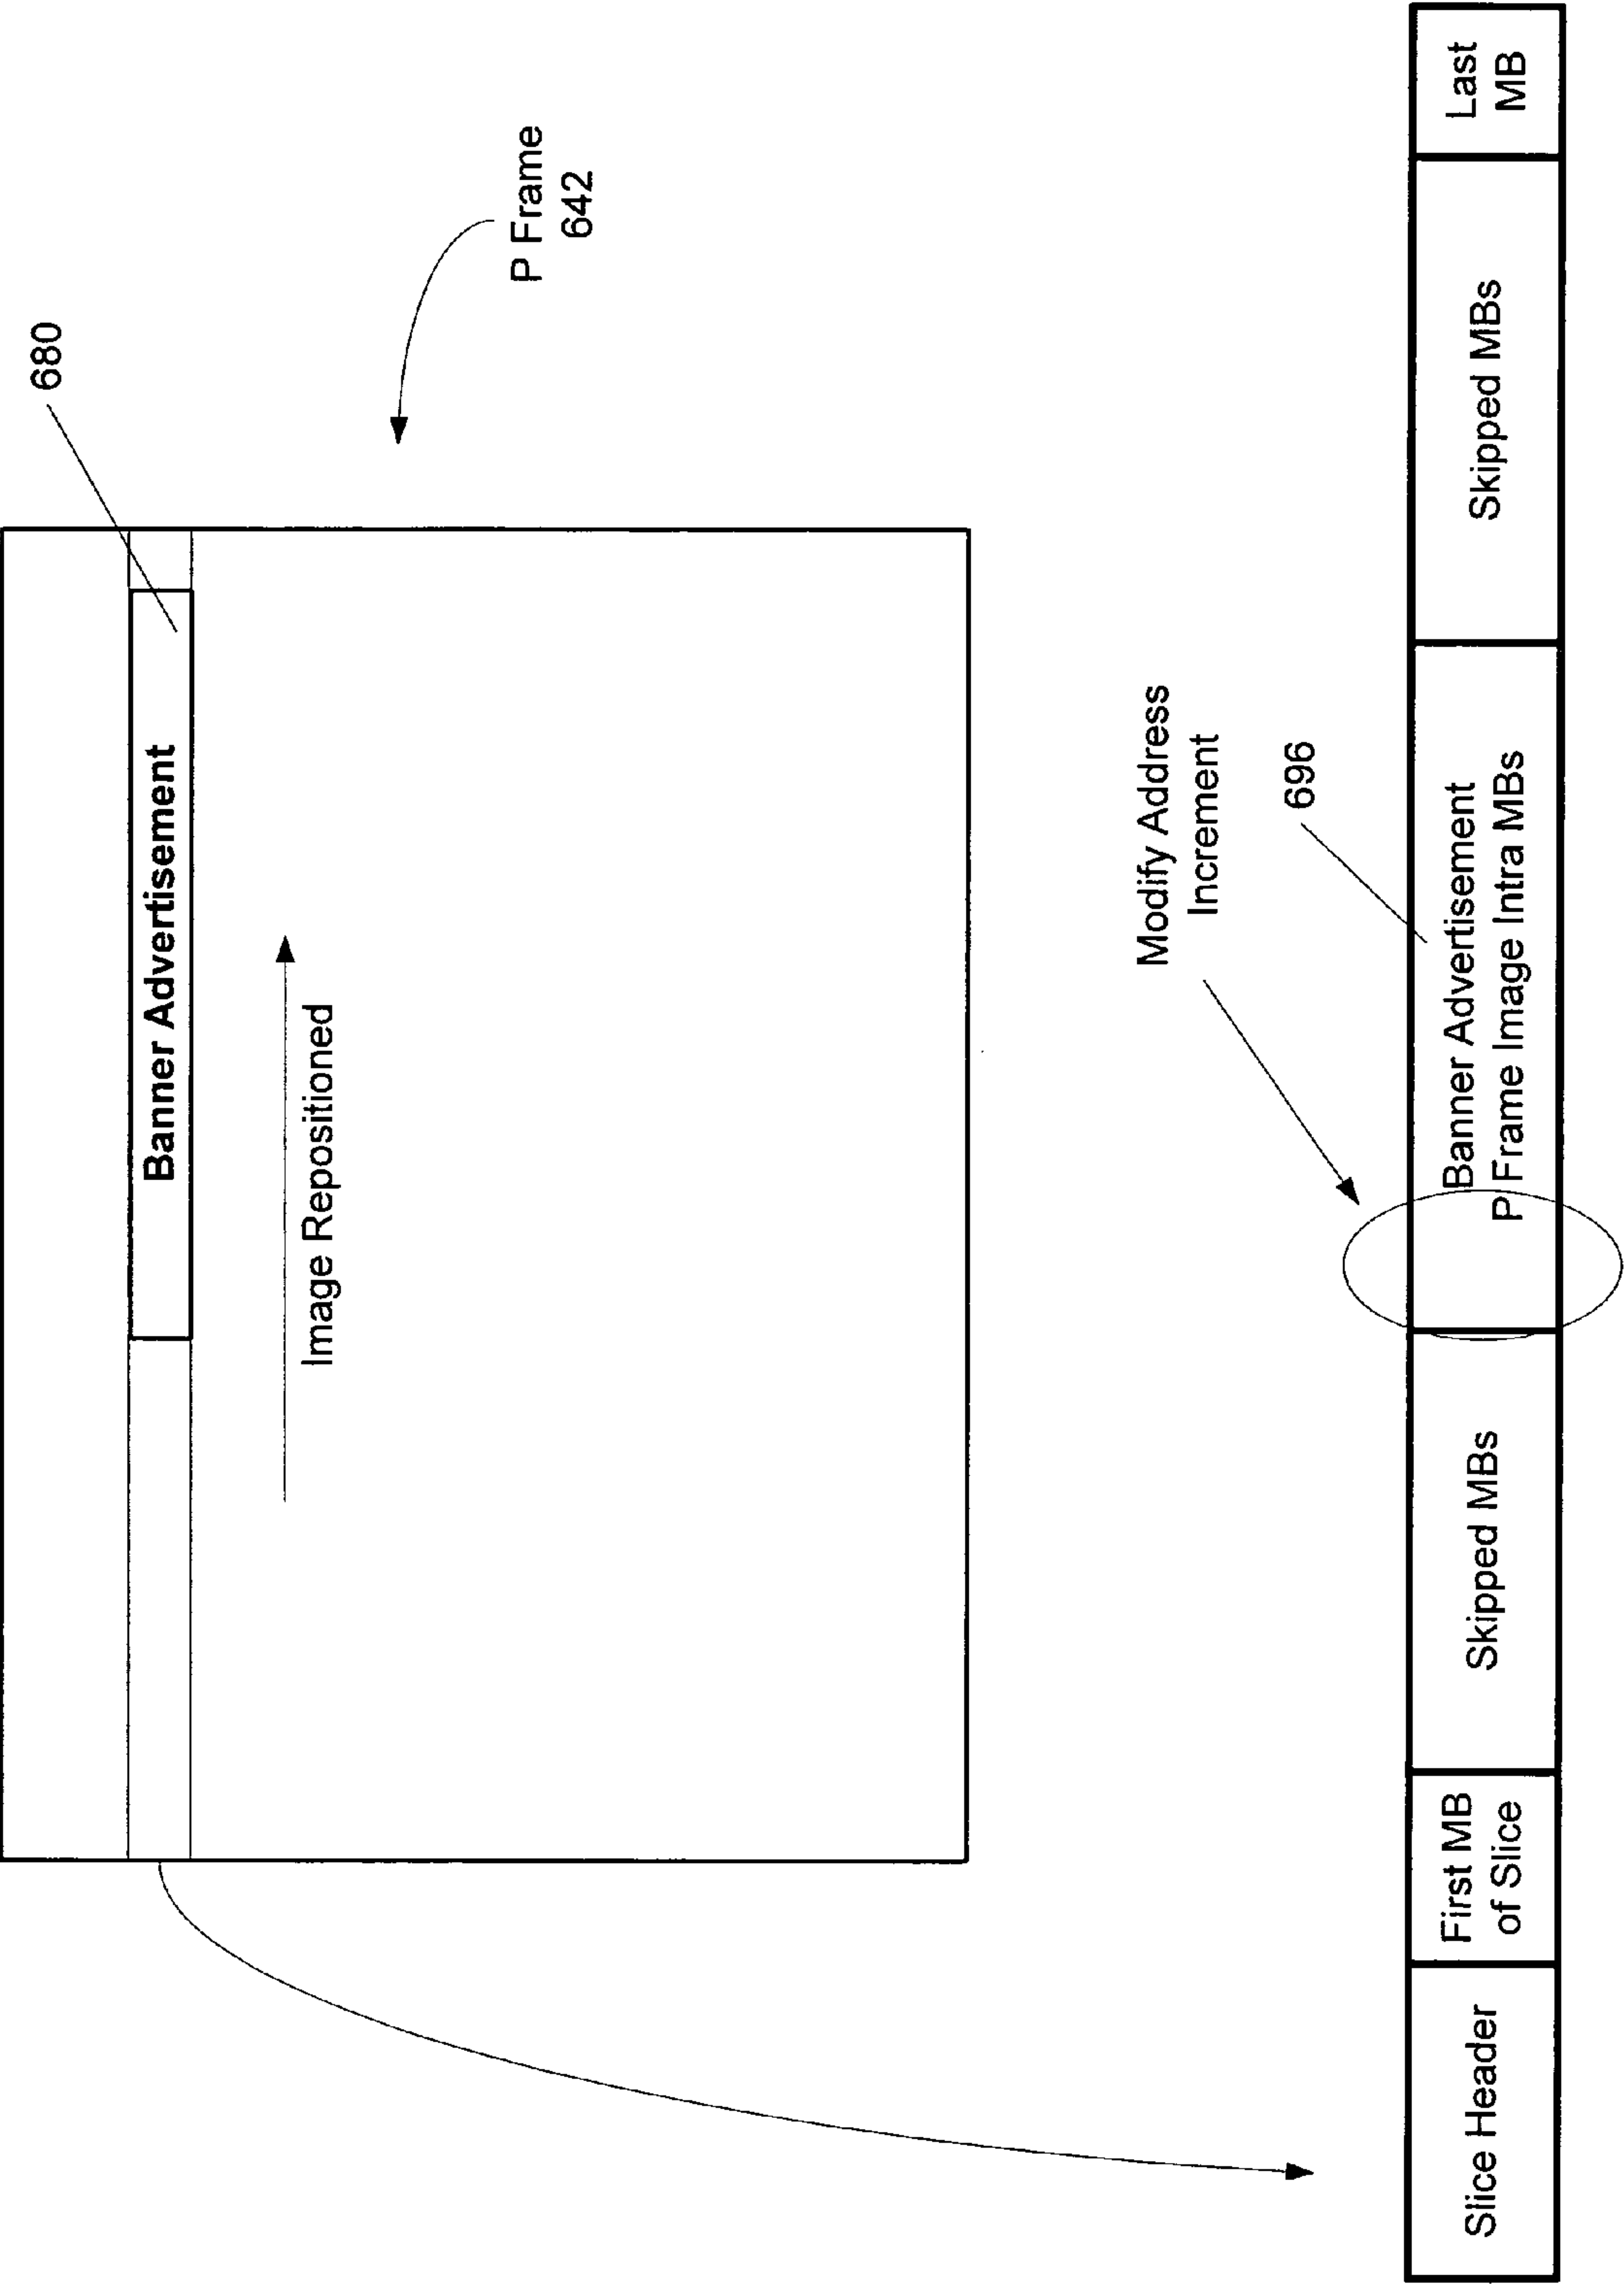 680
Banner Advertisement
Image Repositioned
P Frame
642
Modify Address
Increment
696
Slice Header
First MB
of Slice
Skipped MBs
Banner Advertisement
P Frame Image Intra MBs
Skipped MBs
Last
MB